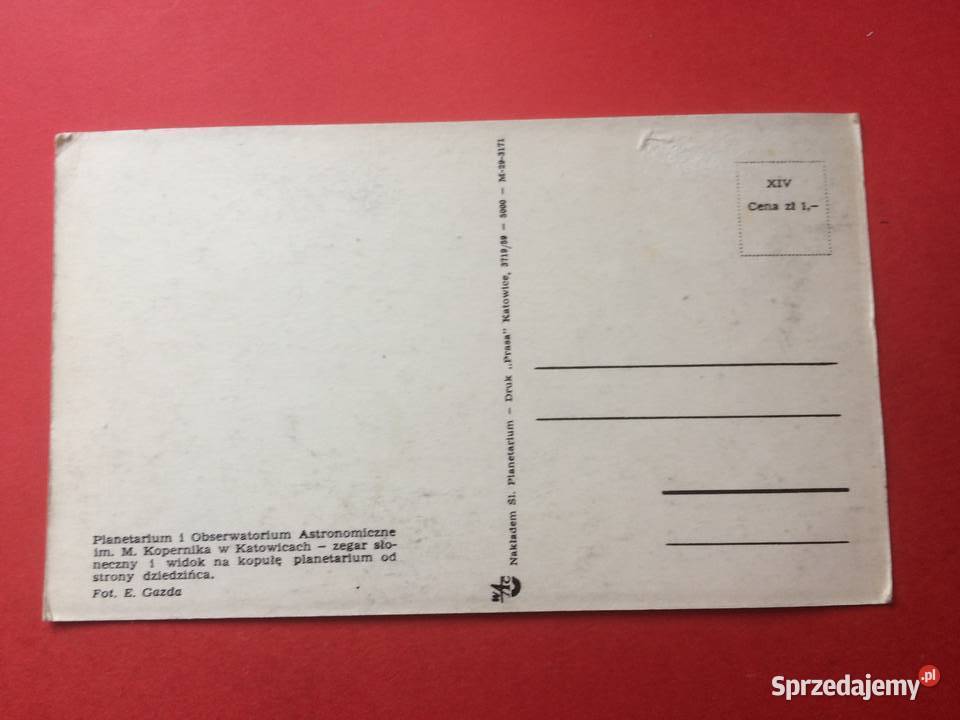 Planetarium i Obserwatorium Astronomiczne
im. M. Kopernika w Katowicach – zegar sło-
neczny i widok na kopułę planetarium od
strony dziedzińca.
Fot. E. Gazda
Nakładem Śl. Planetarium – Druk „Prasa" Katowice, 3719/59 – 5000 – M-29-3171
XIV
Cena zł 1,–
Sprzedajemy.pl